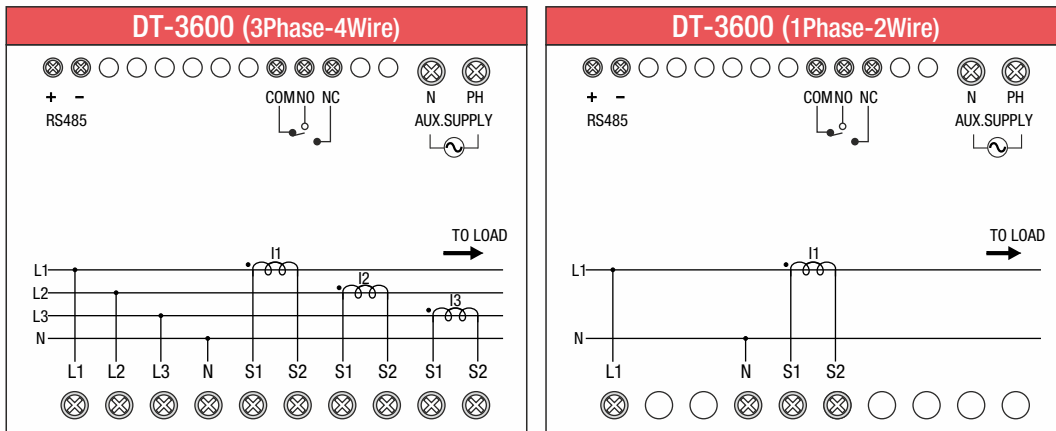 DT-3600 (3Phase-4Wire)
+ −
RS485
COM NO NC
N PH
AUX.SUPPLY
TO LOAD
I1
L1
I2
L2
I3
L3
N
L1 L2 L3 N S1 S2 S1 S2 S1 S2
DT-3600 (1Phase-2Wire)
+ −
RS485
COM NO NC
N PH
AUX.SUPPLY
TO LOAD
I1
L1
N
L1 N S1 S2